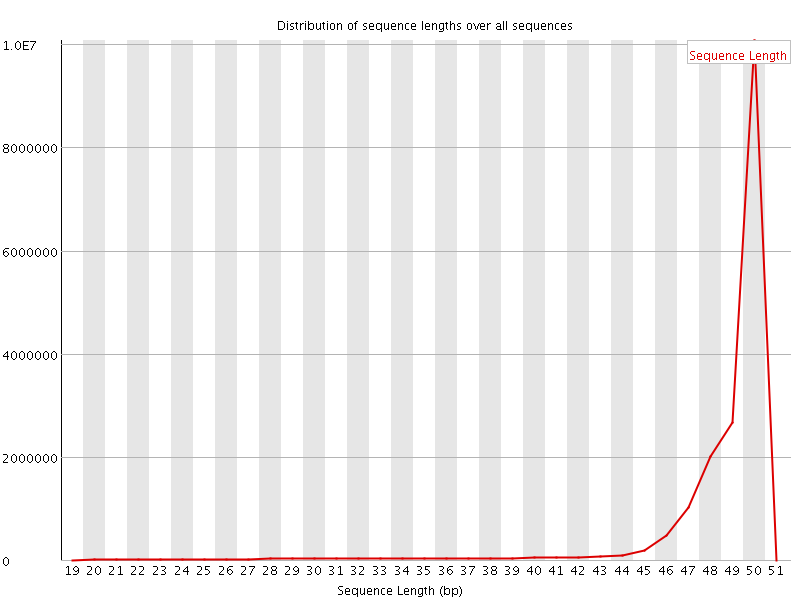 Distribution of sequence lengths over all sequences
1.0E7
Sequence Length
8000000
6000000
4000000
2000000
0
19 20 21 22 23 24 25 26 27 28 29 30 31 32 33 34 35 36 37 38 39 40 41 42 43 44 45 46 47 48 49 50 51
Sequence Length (bp)